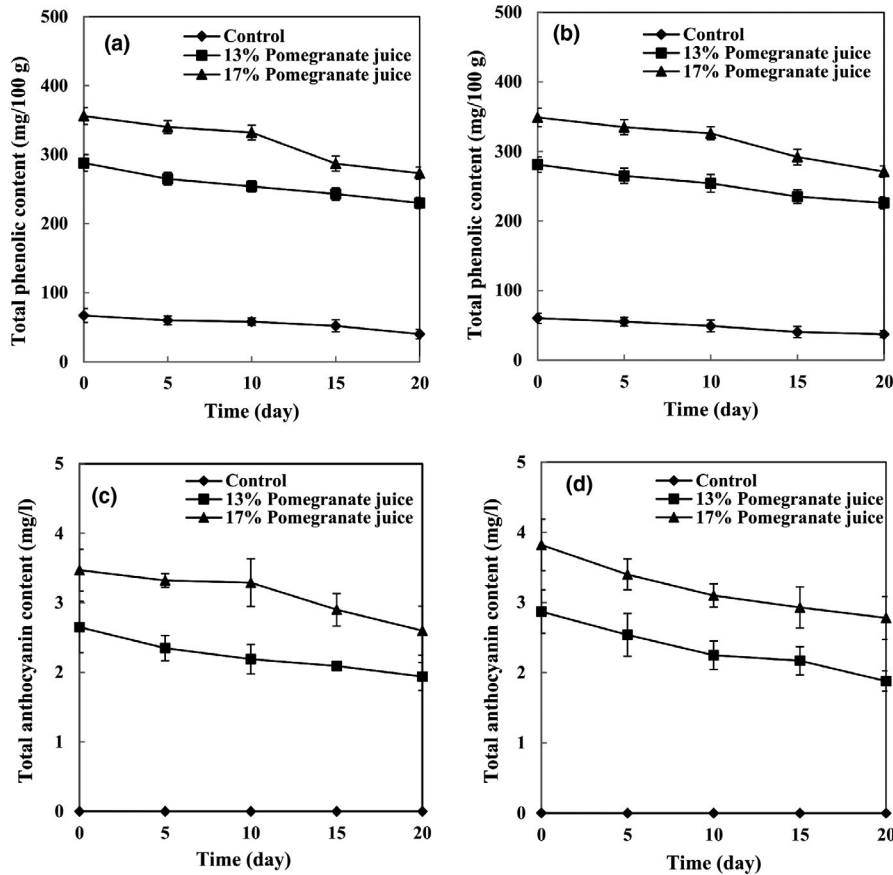 (a)
Control
13% Pomegranate juice
17% Pomegranate juice
Total phenolic content (mg/100 g)
500
400
300
200
100
0
0 5 10 15 20
Time (day)
(b)
Control
13% Pomegranate juice
17% Pomegranate juice
Total phenolic content (mg/100 g)
500
400
300
200
100
0
0 5 10 15 20
Time (day)
(c)
Control
13% Pomegranate juice
17% Pomegranate juice
Total anthocyanin content (mg/l)
5
4
3
2
1
0
0 5 10 15 20
Time (day)
(d)
Control
13% Pomegranate juice
17% Pomegranate juice
Total anthocyanin content (mg/l)
5
4
3
2
1
0
0 5 10 15 20
Time (day)